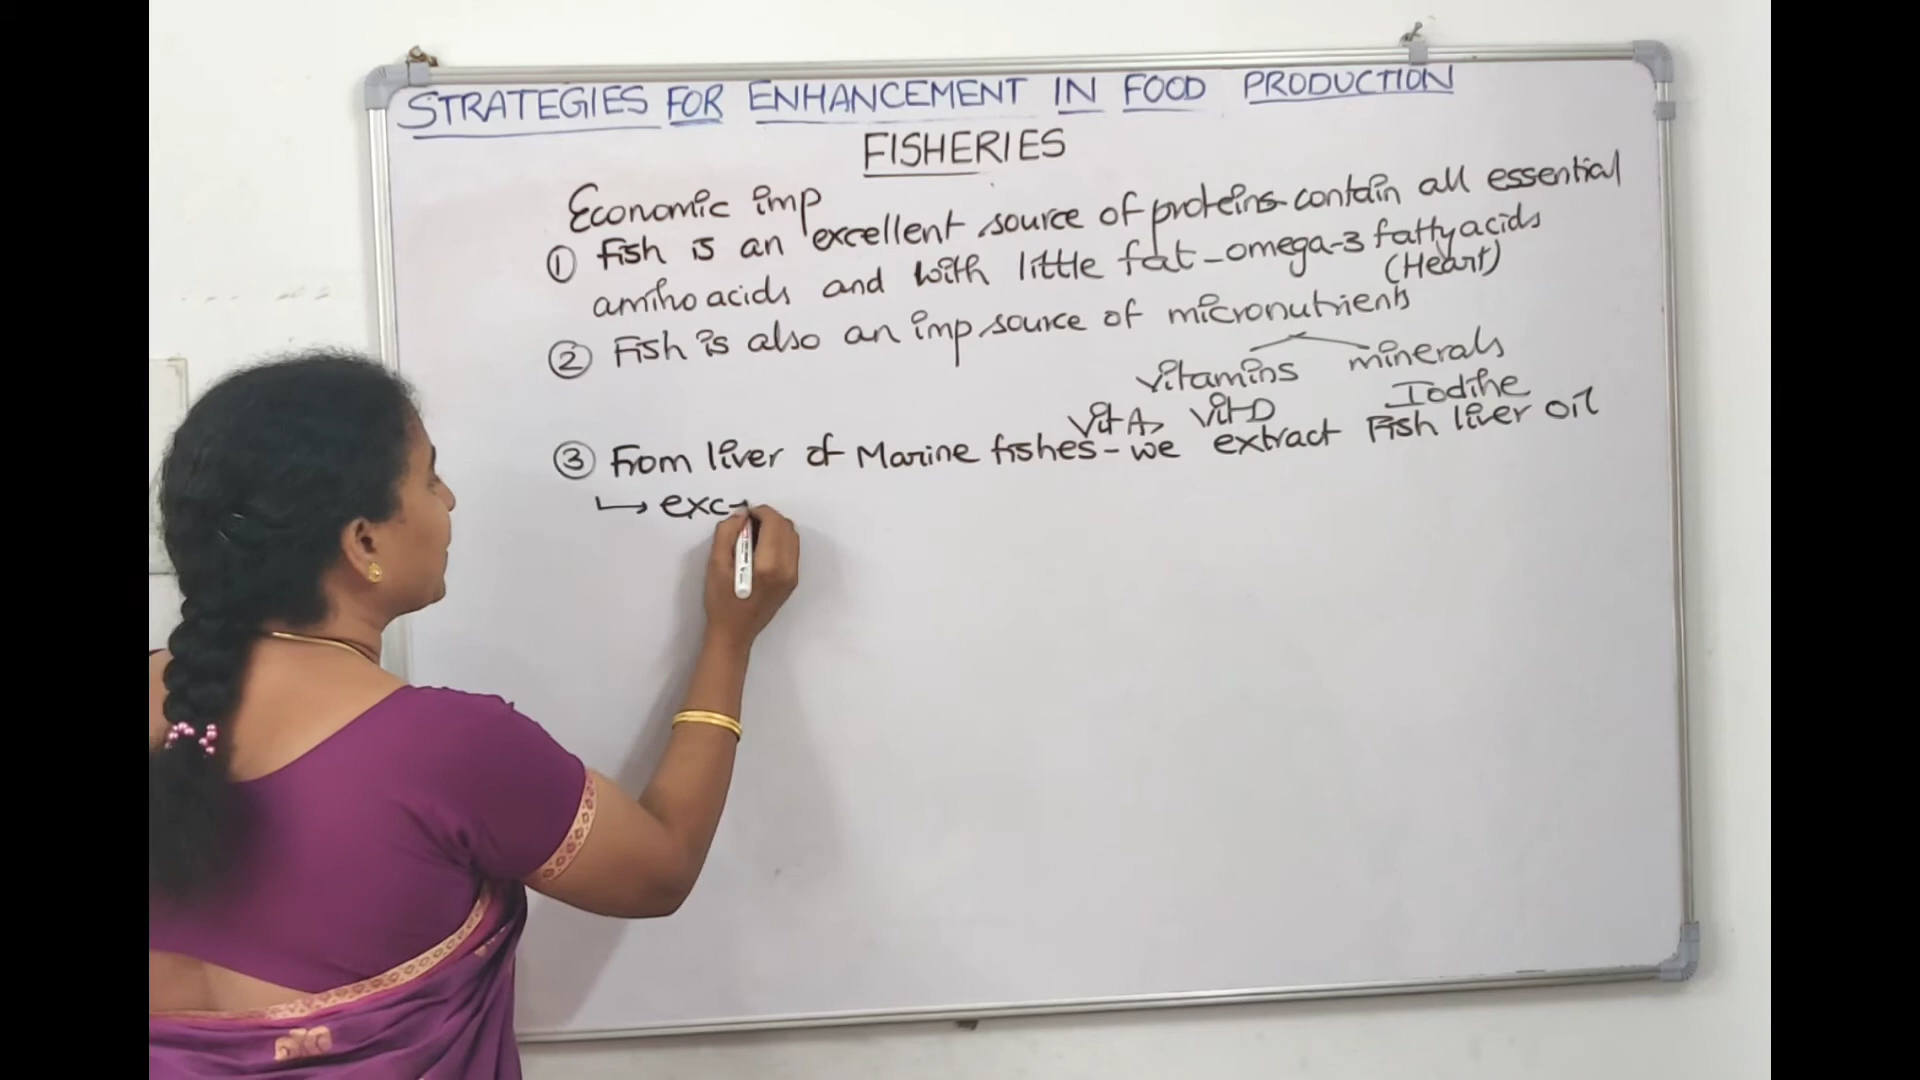 STRATEGIES FOR ENHANCEMENT IN FOOD PRODUCTION
FISHERIES
Economic imp
① Fish is an excellent source of proteins-contain all essential
amino acids and with little fat-omega-3 fatty acids
(Heart)
② Fish is also an imp source of micronutrients
vitamins minerals
Vit A, Vit D Iodine
③ From liver of Marine fishes-we extract Fish liver oil
↳ exc